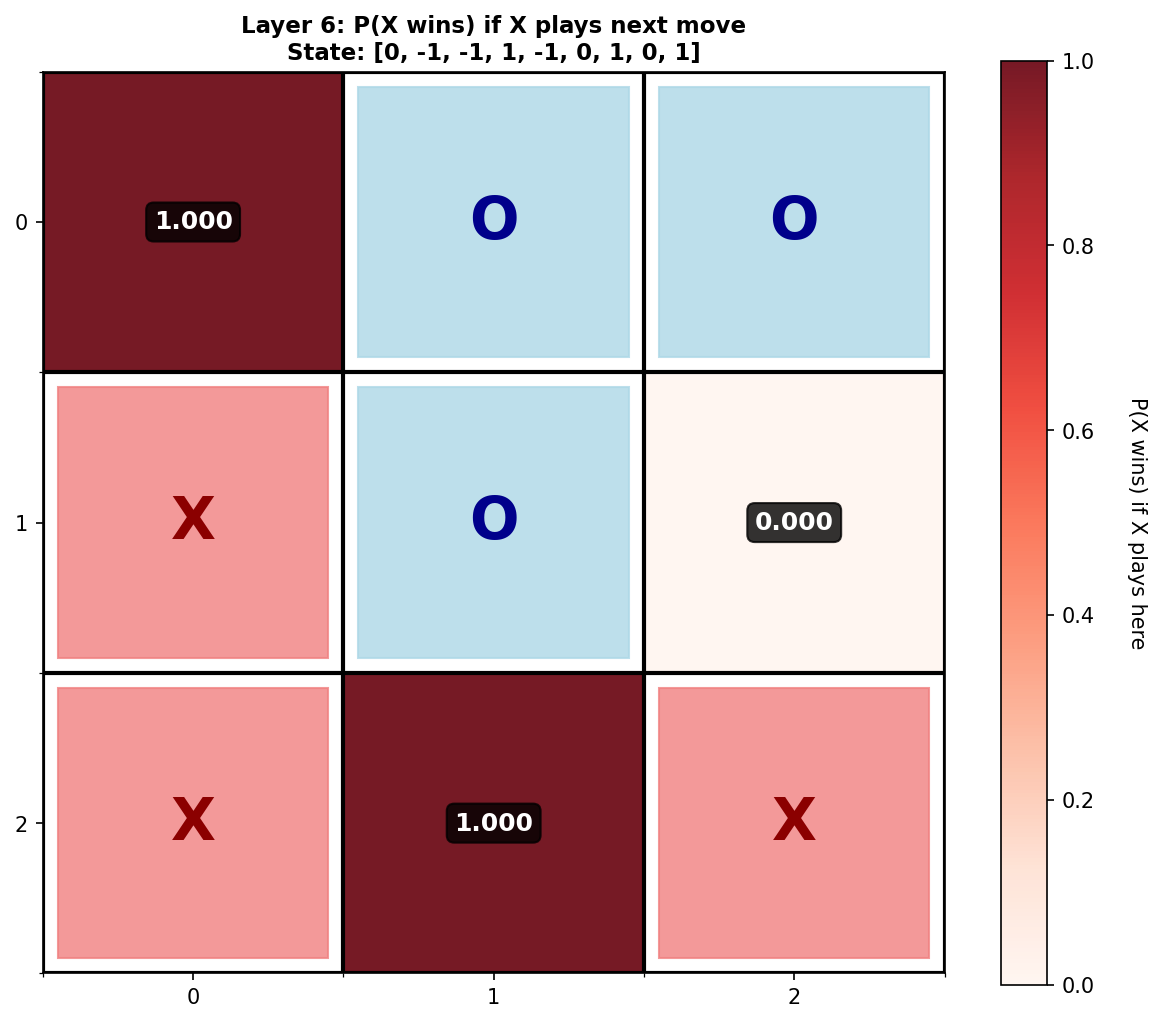 Layer 6: P(X wins) if X plays next move
State: [0, -1, -1, 1, -1, 0, 1, 0, 1]
0
1.000
O
O
1
X
O
0.000
2
X
1.000
X
0
1
2
1.0
0.8
0.6
0.4
0.2
0.0
P(X wins) if X plays here